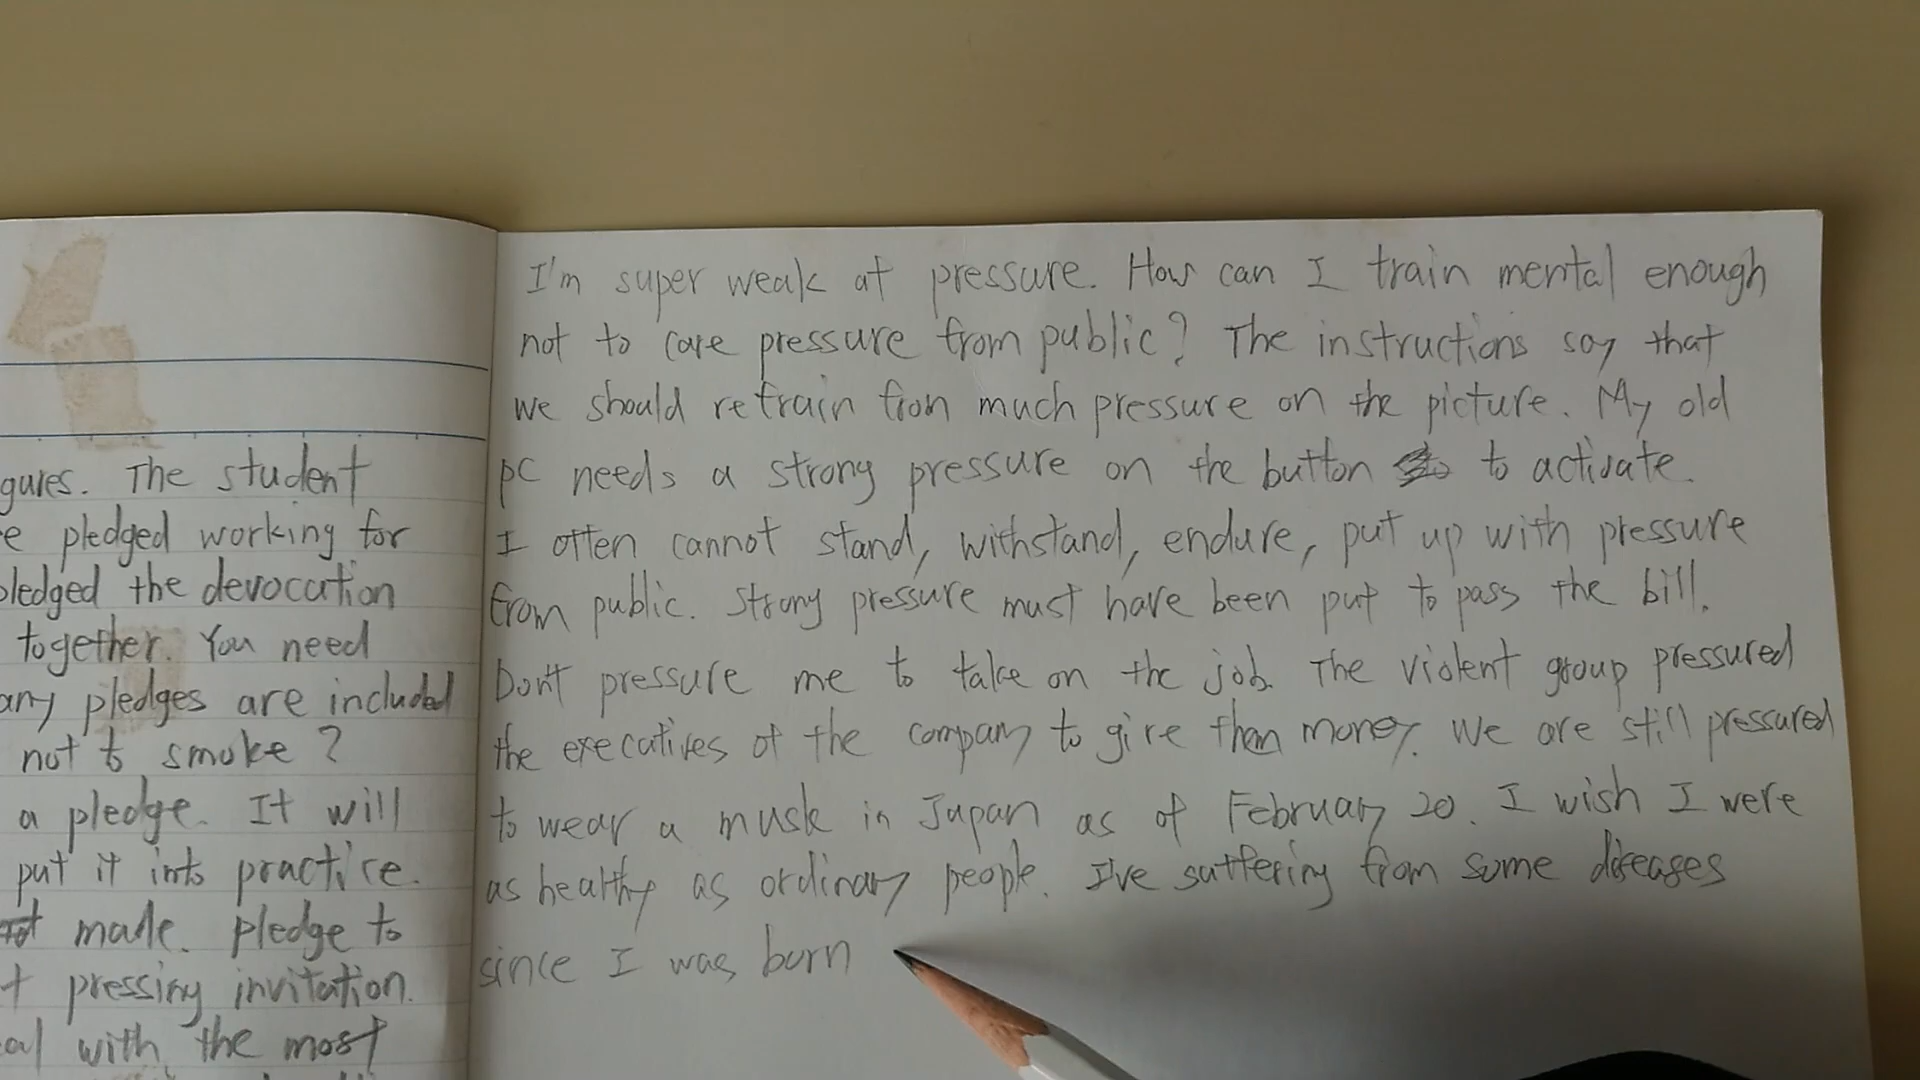 gures. The student
e pledged working for
pledged the devocation
together. You need
any pledges are included
not to smoke?
a pledge. It will
put it into practice.
made. pledge to
t pressing invitation.
al with the most
I'm super weak at pressure. How can I train mental enough
not to care pressure from public? The instructions say that
we should refrain from much pressure on the picture. My old
pc needs a strong pressure on the button to activate.
I often cannot stand, withstand, endure, put up with pressure
from public. Strong pressure must have been put to pass the bill.
Don't pressure me to take on the job. The violent group pressured
the executives of the company to give them money. We are still pressured
to wear a musk in Japan as of February 20. I wish I were
as healthy as ordinary people. I've suffering from some diseases
since I was born